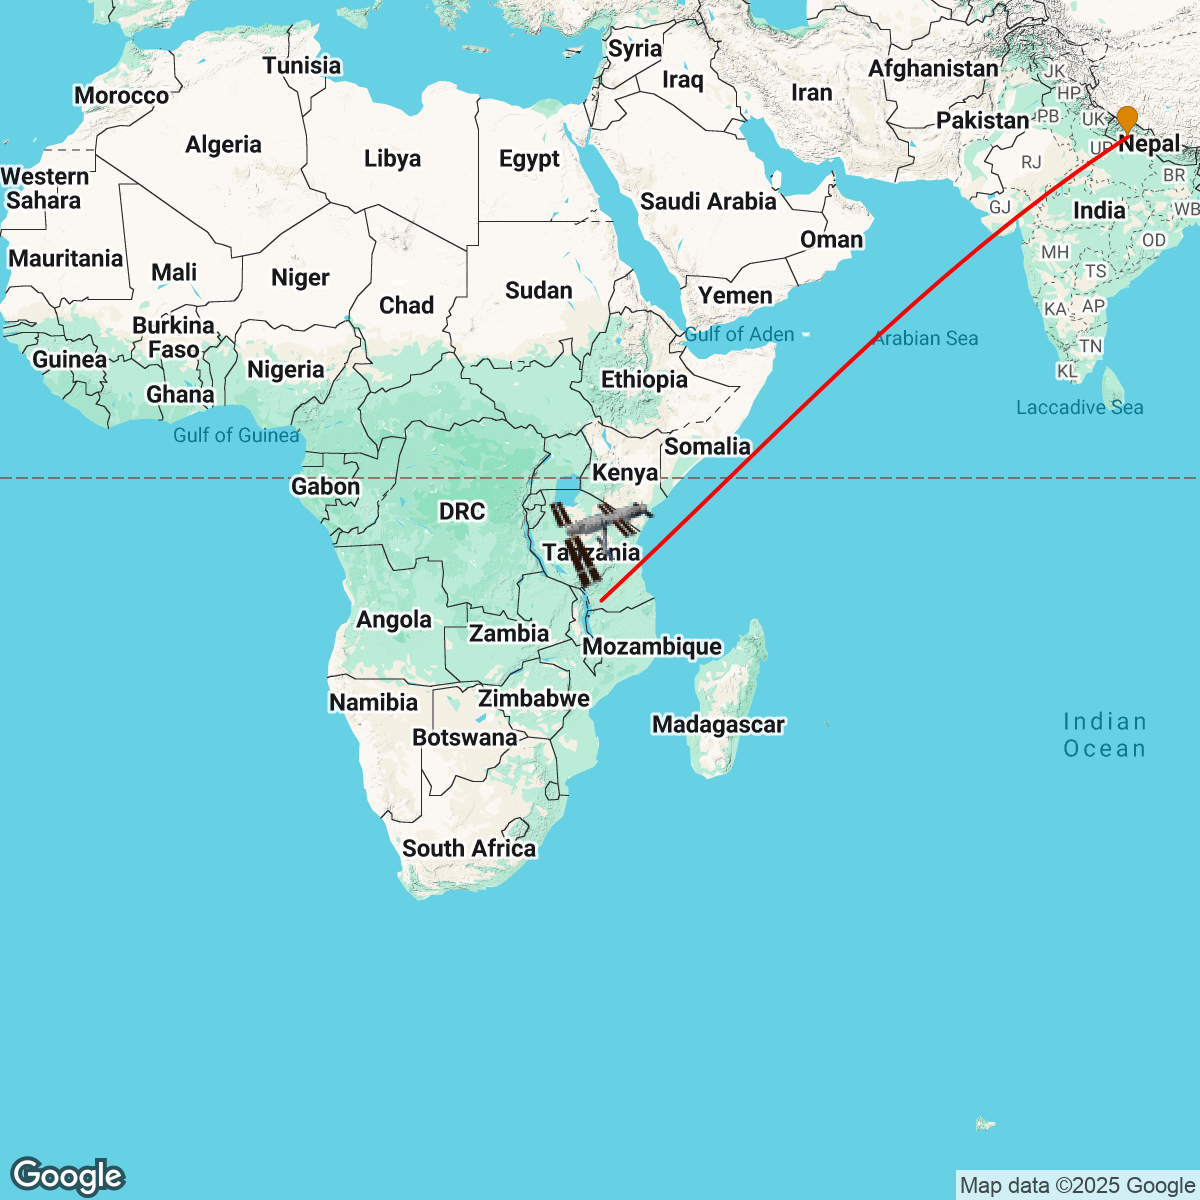 Syria
Tunisia
Afghanistan
JK
Iraq
Iran
HP
Morocco
Pakistan
PB
UK
Algeria
Nepal
UP
Libya
Egypt
RJ
Western
Sahara
BR
Saudi Arabia
GJ
India
WB
Oman
OD
Mauritania
MH
Mali
Niger
TS
Sudan
Yemen
Chad
KA
AP
Burkina
Faso
Gulf of Aden
Arabian Sea
TN
Guinea
Nigeria
KL
Ethiopia
Ghana
Laccadive Sea
Gulf of Guinea
Somalia
Kenya
Gabon
DRC
Tanzania
Angola
Zambia
Mozambique
Namibia
Zimbabwe
Madagascar
Indian
Ocean
Botswana
South Africa
Google
Map data ©2025 Google